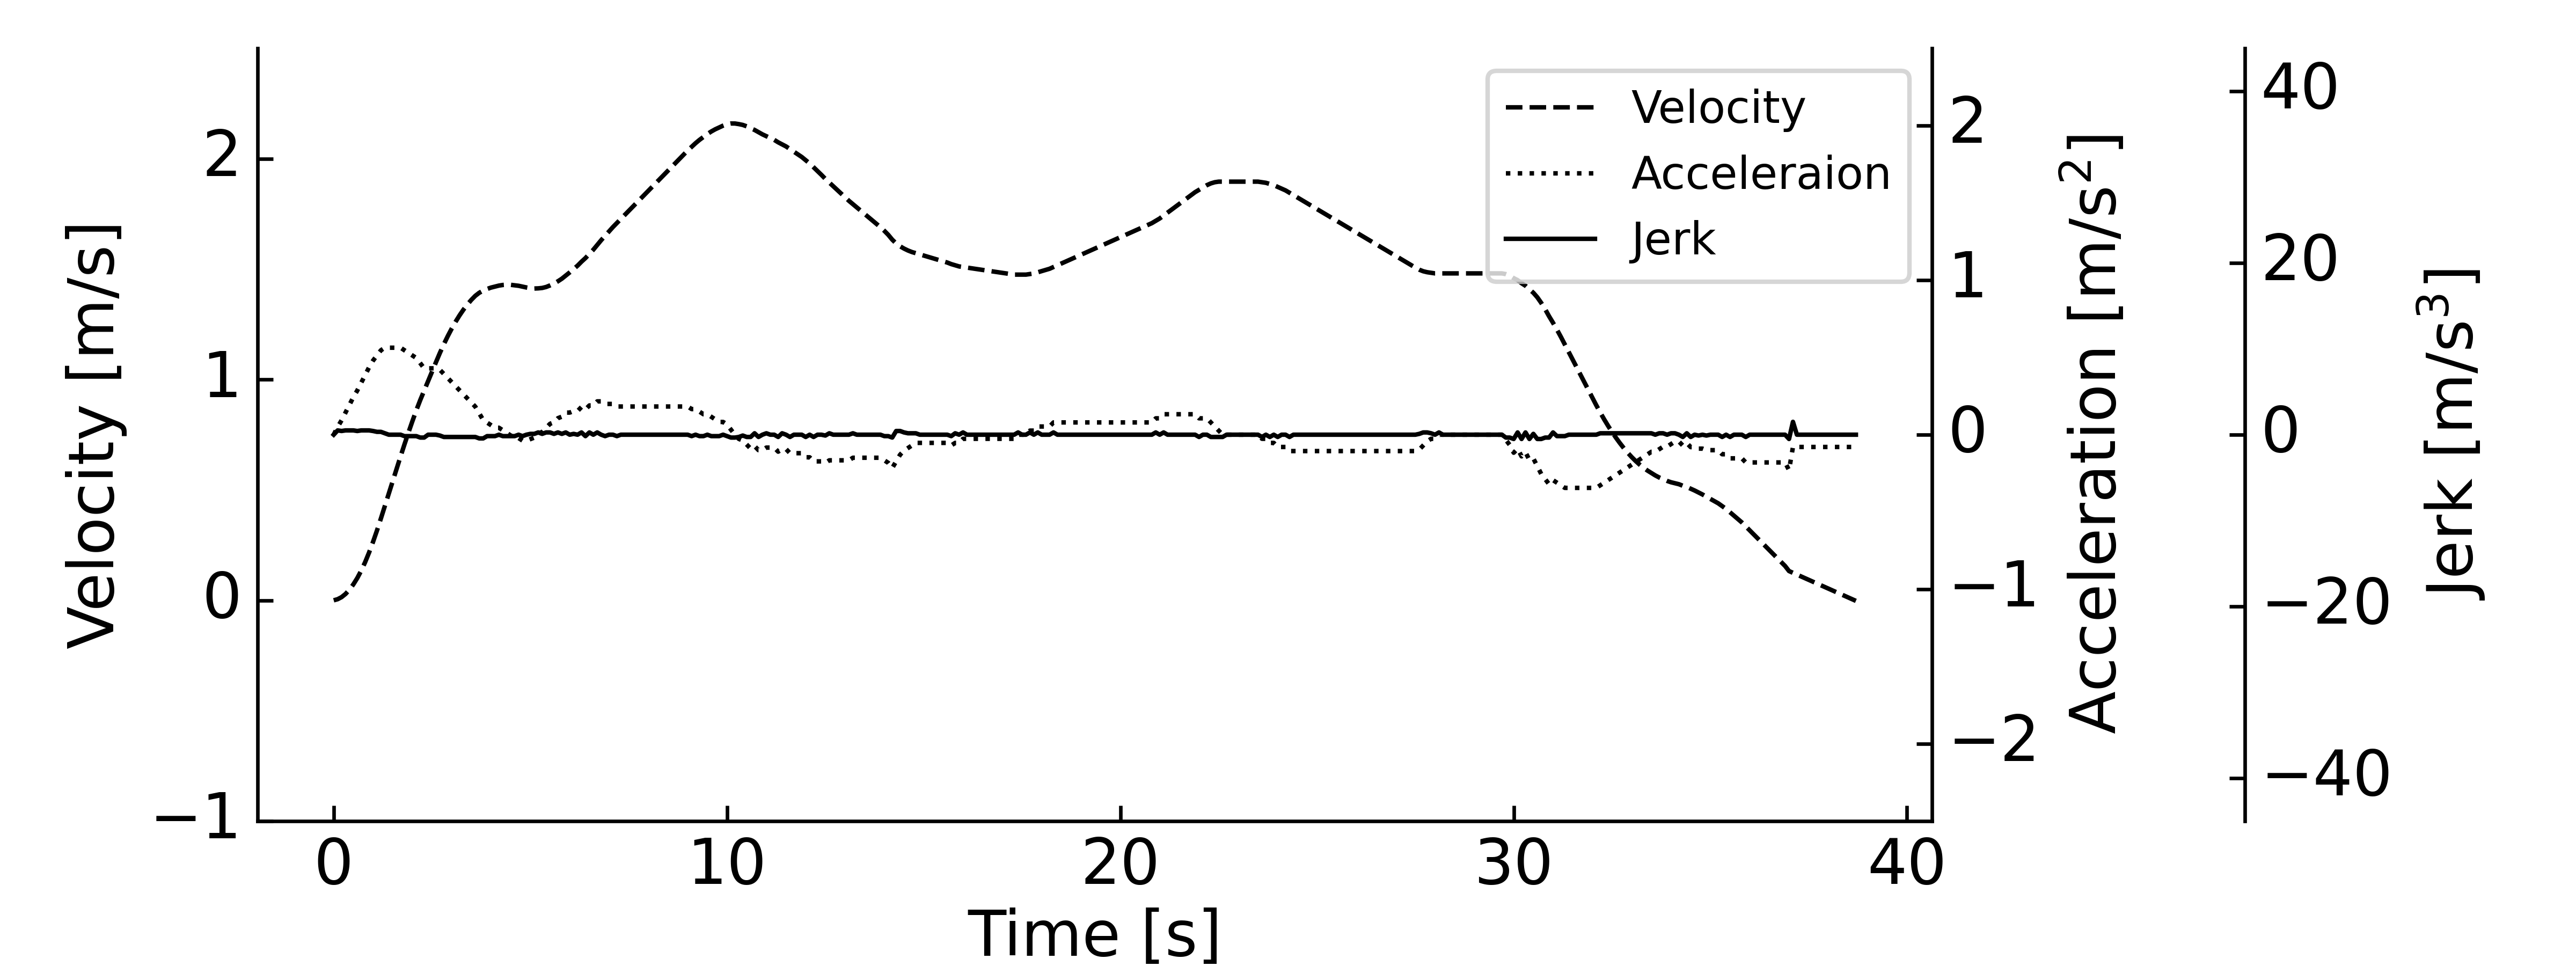 Velocity [m/s]
2
1
0
−1
0 10 20 30 40
Time [s]
Velocity
Acceleraion
Jerk
2
1
0
−1
−2
Acceleration [m/s²]
40
20
0
−20
−40
Jerk [m/s³]